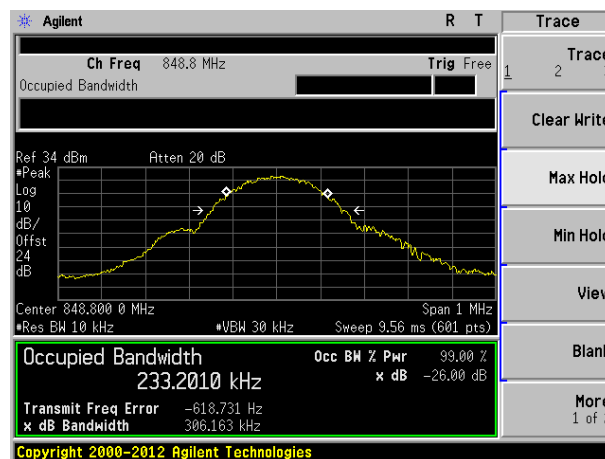 Agilent R T
Trace
Ch Freq 848.8 MHz Trig Free
Occupied Bandwidth
Trace
1 2
Clear Write
Max Hold
Min Hold
View
Blank
More
1 of
Ref 34 dBm Atten 20 dB
#Peak
Log
10
dB/
Offst
24
dB
Center 848.800 0 MHz Span 1 MHz
#Res BW 10 kHz #VBW 30 kHz Sweep 9.56 ms (601 pts)
Occupied Bandwidth Occ BW % Pwr 99.00 %
233.2010 kHz x dB -26.00 dB
Transmit Freq Error -618.731 Hz
x dB Bandwidth 306.163 kHz
Copyright 2000-2012 Agilent Technologies